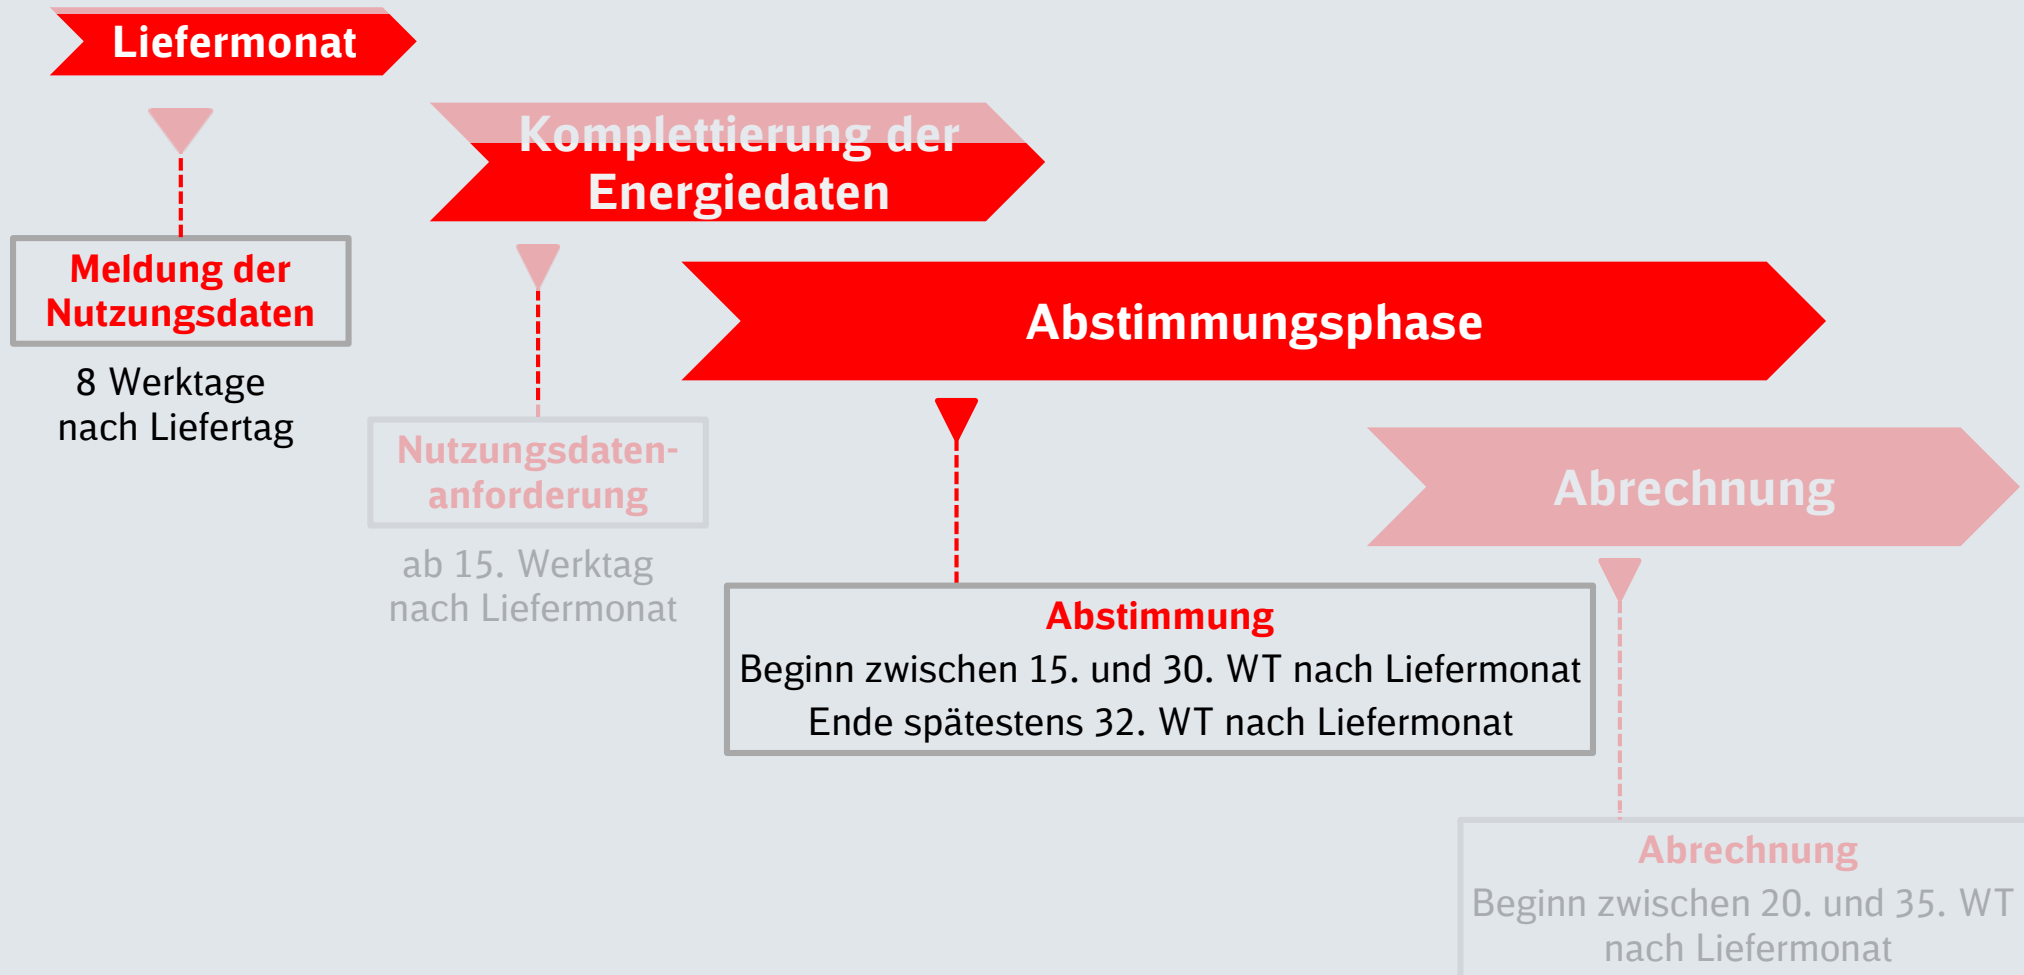 Liefermonat
Meldung der
Nutzungsdaten
8 Werktage
nach Liefertag
Komplettierung der
Energiedaten
Nutzungsdaten-
anforderung
ab 15. Werktag
nach Liefermonat
Abstimmungsphase
Abstimmung
Beginn zwischen 15. und 30. WT nach Liefermonat
Ende spätestens 32. WT nach Liefermonat
Abrechnung
Abrechnung
Beginn zwischen 20. und 35. WT
nach Liefermonat